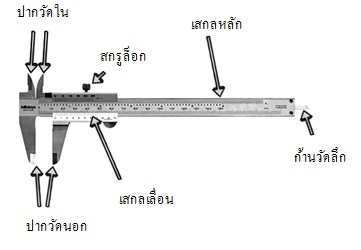 ปากวัดใน
เสกลหลัก
สกรูล็อก
ก้านวัดลึก
เสกลเลื่อน
ปากวัดนอก